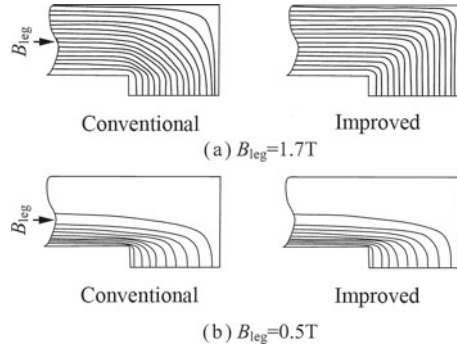 B_leg
Conventional Improved
(a) B_leg=1.7T
B_leg
Conventional Improved
(b) B_leg=0.5T